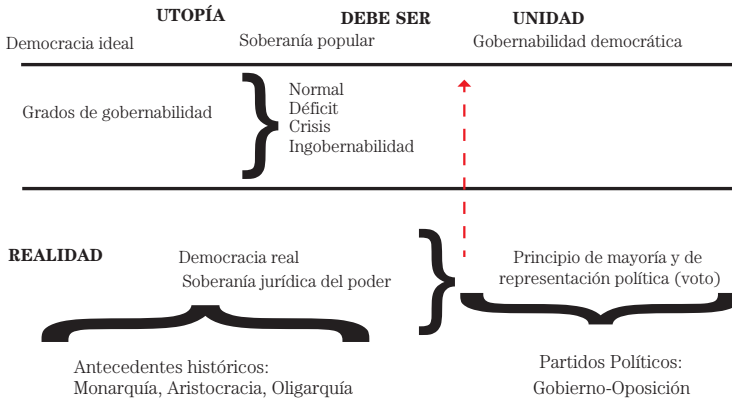 UTOPÍA DEBE SER UNIDAD
Democracia ideal Soberanía popular Gobernabilidad democrática
Grados de gobernabilidad
Normal
Déficit
Crisis
Ingobernabilidad
REALIDAD
Democracia real
Soberanía jurídica del poder
Principio de mayoría y de
representación política (voto)
Antecedentes históricos:
Monarquía, Aristocracia, Oligarquía
Partidos Políticos:
Gobierno-Oposición